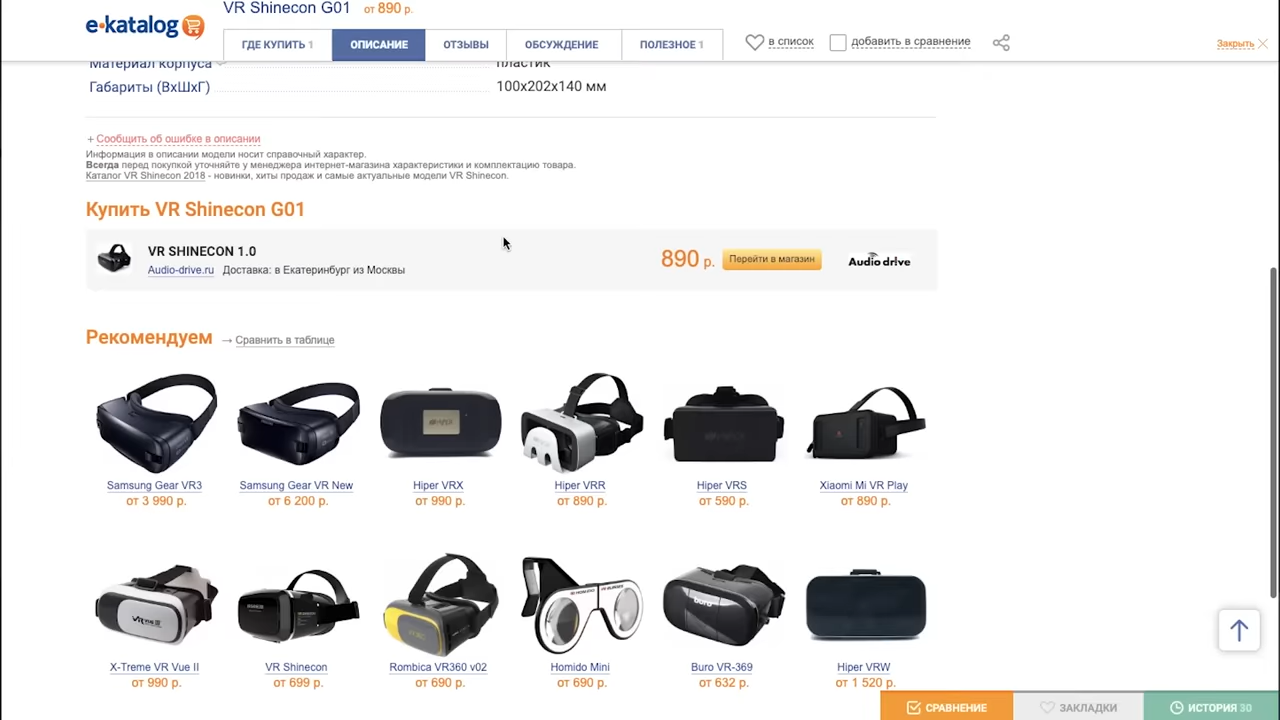 VR Shinecon G01 от 890 р.
e·katalog
ГДЕ КУПИТЬ 1
ОПИСАНИЕ
ОТЗЫВЫ
ОБСУЖДЕНИЕ
ПОЛЕЗНОЕ 1
в список
добавить в сравнение
Закрыть
Материал корпуса пластик
Габариты (ВхШхГ) 100x202x140 мм
+ Сообщить об ошибке в описании
Информация в описании модели носит справочный характер.
Всегда перед покупкой уточняйте у менеджера интернет-магазина характеристики и комплектацию товара.
Каталог VR Shinecon 2018 - новинки, хиты продаж и самые актуальные модели VR Shinecon.
Купить VR Shinecon G01
VR SHINECON 1.0
Audio-drive.ru Доставка: в Екатеринбург из Москвы
890 р.
Перейти в магазин
Audio drive
Рекомендуем → Сравнить в таблице
Samsung Gear VR3
от 3 990 р.
Samsung Gear VR New
от 6 200 р.
Hiper VRX
от 990 р.
Hiper VRR
от 890 р.
Hiper VRS
от 590 р.
Xiaomi Mi VR Play
от 890 р.
X-Treme VR Vue II
от 990 р.
VR Shinecon
от 699 р.
Rombica VR360 v02
от 690 р.
Homido Mini
от 690 р.
buro
Buro VR-369
от 632 р.
Hiper VRW
от 1 520 р.
СРАВНЕНИЕ
ЗАКЛАДКИ
ИСТОРИЯ 30